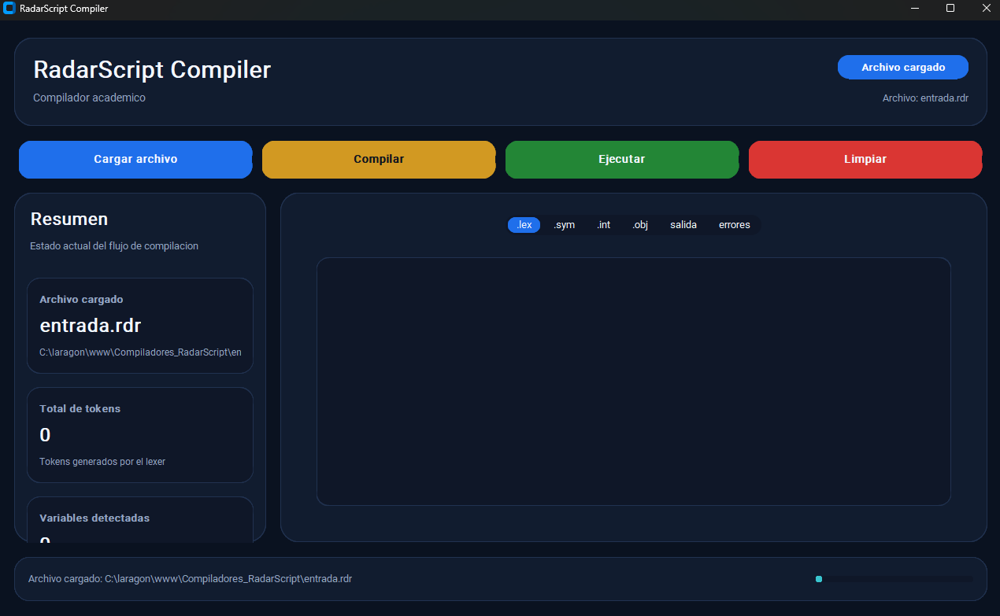 RadarScript Compiler
RadarScript Compiler
Compilador academico
Archivo cargado
Archivo: entrada.rdr
Cargar archivo
Compilar
Ejecutar
Limpiar
Resumen
Estado actual del flujo de compilacion
Archivo cargado
entrada.rdr
C:\laragon\www\Compiladores_RadarScript\en
Total de tokens
0
Tokens generados por el lexer
Variables detectadas
0
.lex
.sym
.int
.obj
salida
errores
Archivo cargado: C:\laragon\www\Compiladores_RadarScript\entrada.rdr